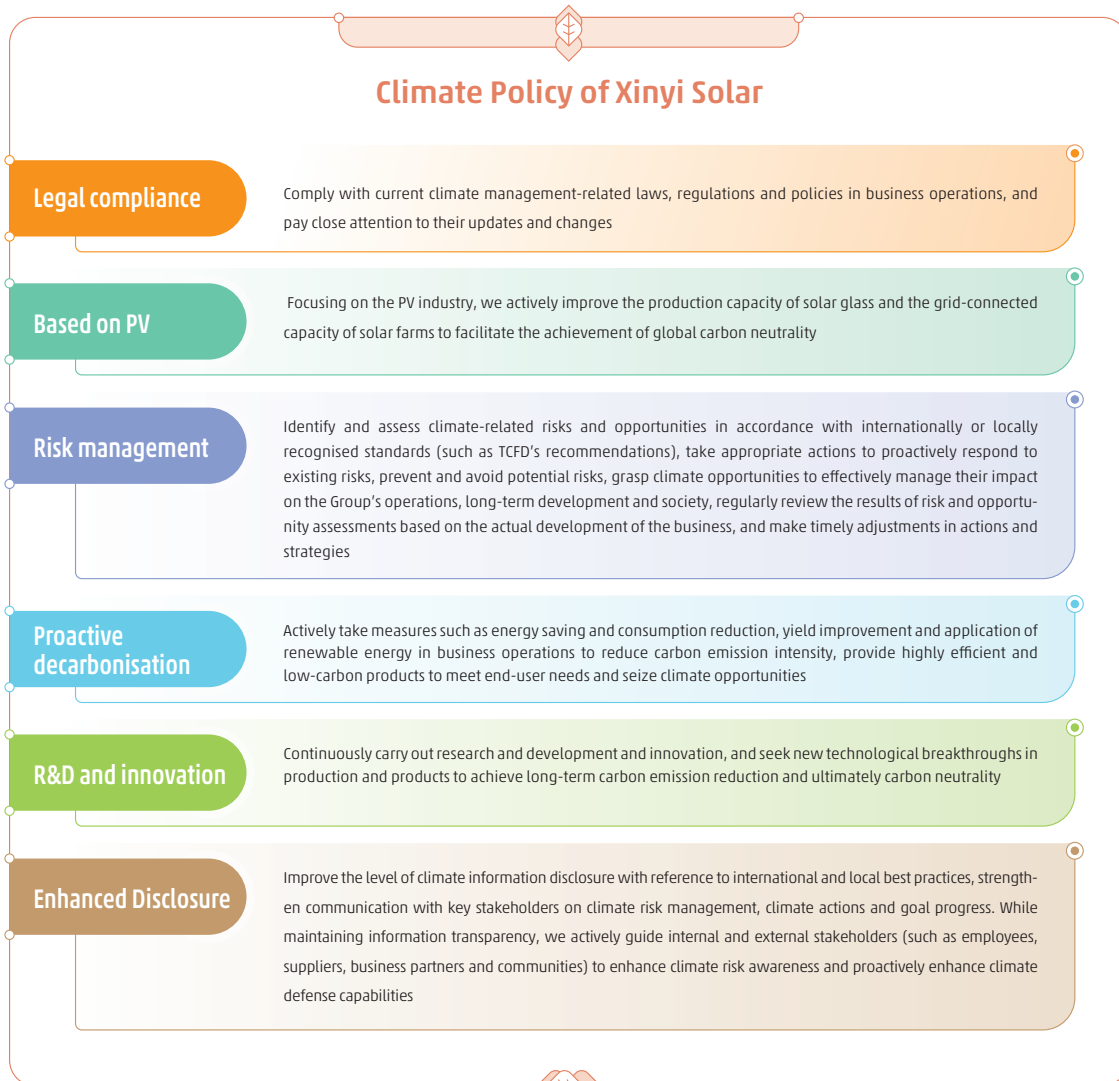 Climate Policy of Xinyi Solar
Legal compliance
Comply with current climate management-related laws, regulations and policies in business operations, and
pay close attention to their updates and changes
Based on PV
Focusing on the PV industry, we actively improve the production capacity of solar glass and the grid-connected
capacity of solar farms to facilitate the achievement of global carbon neutrality
Risk management
Identify and assess climate-related risks and opportunities in accordance with internationally or locally
recognised standards (such as TCFD's recommendations), take appropriate actions to proactively respond to
existing risks, prevent and avoid potential risks, grasp climate opportunities to effectively manage their impact
on the Group's operations, long-term development and society, regularly review the results of risk and opportu-
nity assessments based on the actual development of the business, and make timely adjustments in actions and
strategies
Proactive
decarbonisation
Actively take measures such as energy saving and consumption reduction, yield improvement and application of
renewable energy in business operations to reduce carbon emission intensity, provide highly efficient and
low-carbon products to meet end-user needs and seize climate opportunities
R&D and innovation
Continuously carry out research and development and innovation, and seek new technological breakthroughs in
production and products to achieve long-term carbon emission reduction and ultimately carbon neutrality
Enhanced Disclosure
Improve the level of climate information disclosure with reference to international and local best practices, strength-
en communication with key stakeholders on climate risk management, climate actions and goal progress. While
maintaining information transparency, we actively guide internal and external stakeholders (such as employees,
suppliers, business partners and communities) to enhance climate risk awareness and proactively enhance climate
defense capabilities